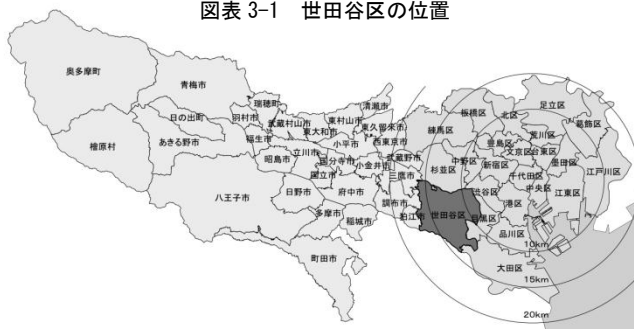 図表 3-1 世田谷区の位置
奥多摩町
青梅市
瑞穂町
清瀬市
板橋区
北区
足立区
日の出町
羽村市
武蔵村山市
東村山市
東久留米市
練馬区
荒川区
葛飾区
福生市
東大和市
小平市
西東京市
豊島区
文京区
台東区
檜原村
あきる野市
昭島市
立川市
国分寺市
小金井市
武蔵野市
中野区
新宿区
墨田区
江戸川区
国立市
三鷹市
杉並区
千代田区
八王子市
日野市
府中市
調布市
渋谷区
中央区
江東区
多摩市
稲城市
狛江市
世田谷区
目黒区
港区
品川区
町田市
大田区
10km
15km
20km